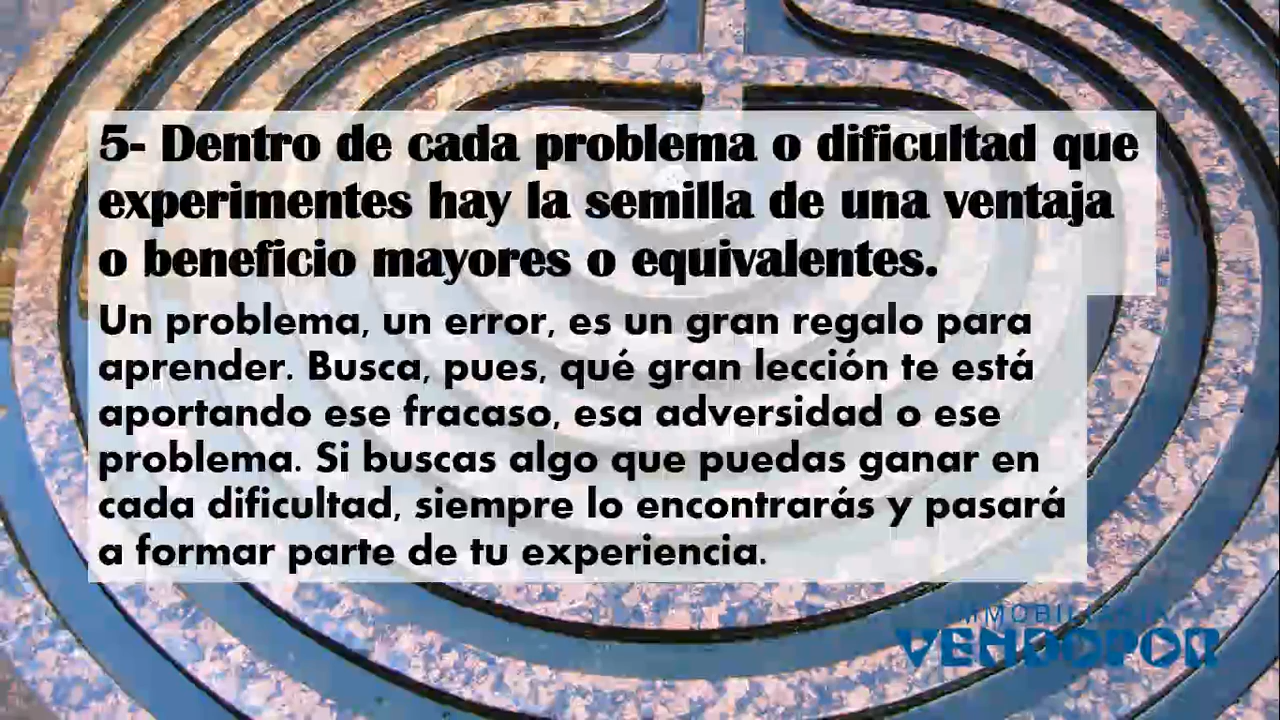 5- Dentro de cada problema o dificultad que
experimentes hay la semilla de una ventaja
o beneficio mayores o equivalentes.
Un problema, un error, es un gran regalo para
aprender. Busca, pues, qué gran lección te está
aportando ese fracaso, esa adversidad o ese
problema. Si buscas algo que puedas ganar en
cada dificultad, siempre lo encontrarás y pasará
a formar parte de tu experiencia.
INMOBILIARIA
VENDOPOR